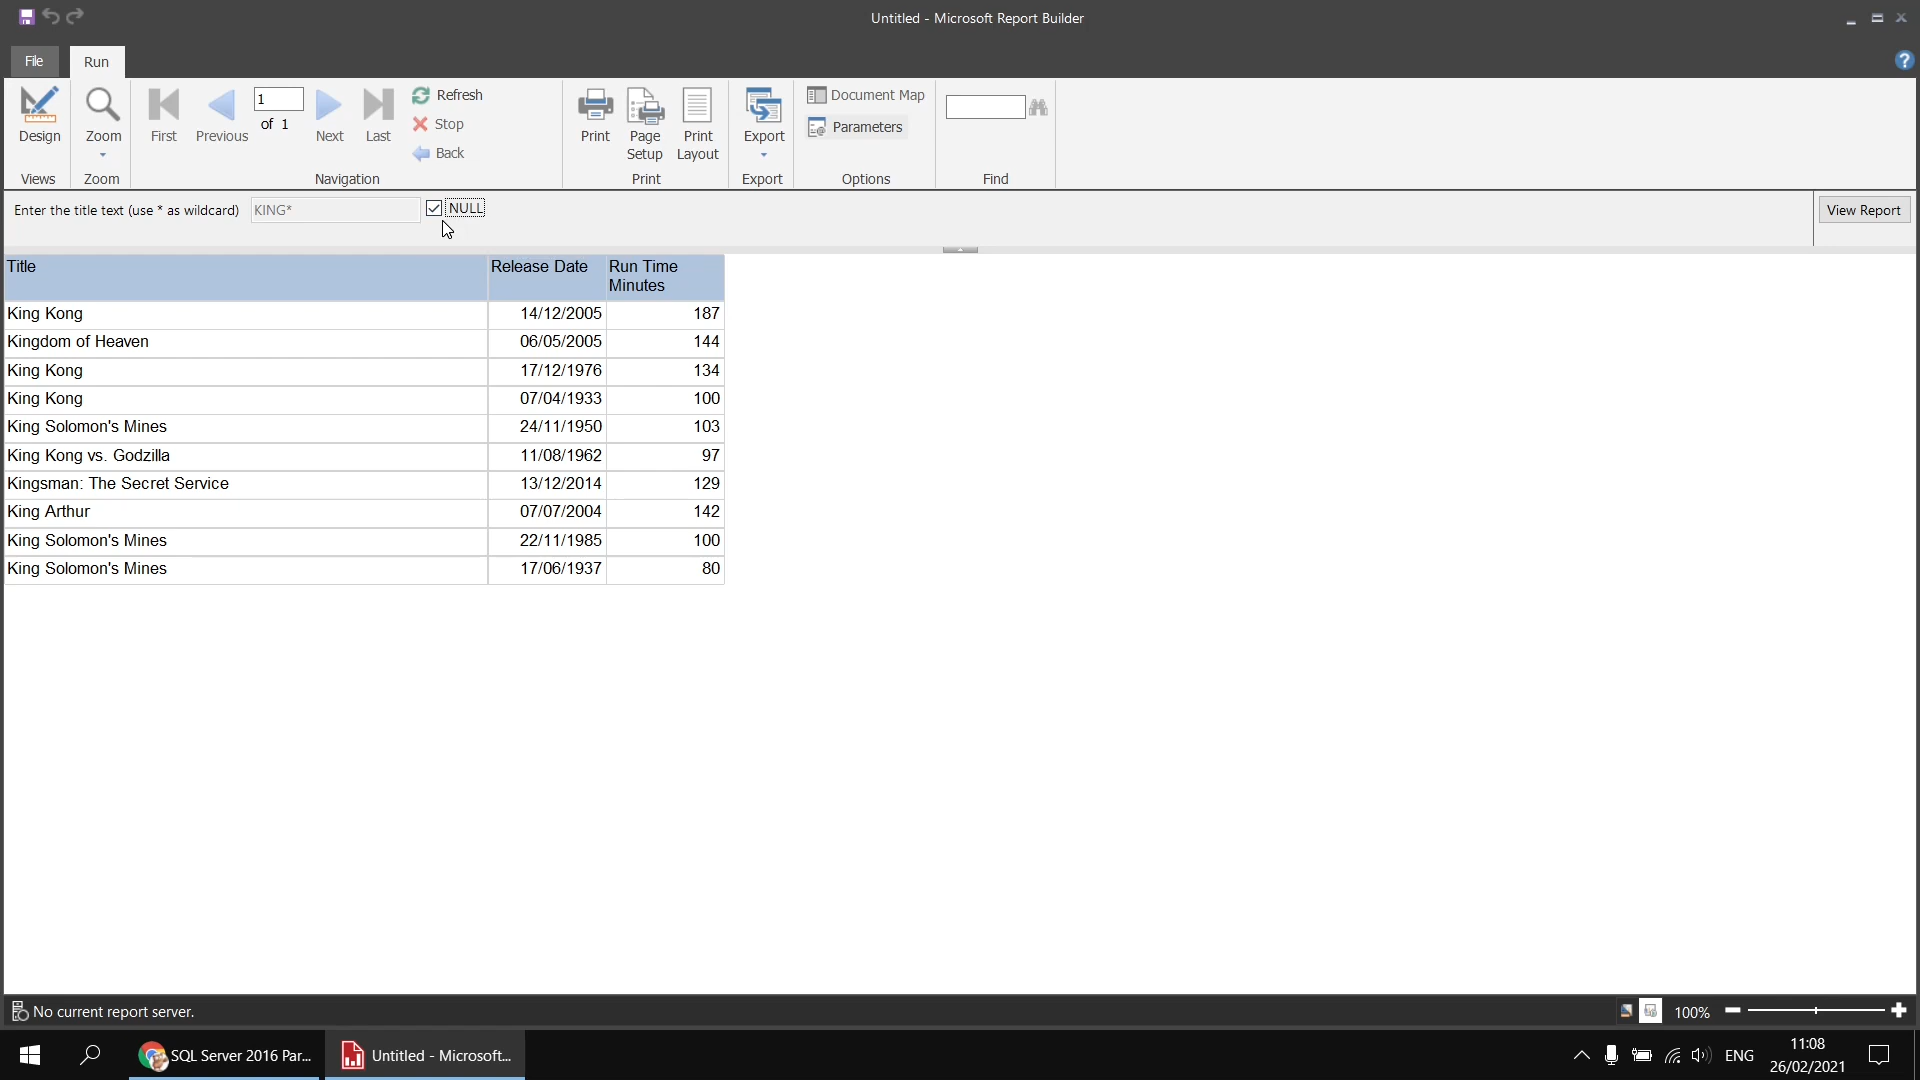 Untitled - Microsoft Report Builder
File
Run
Design
Zoom
First
Previous
1
of 1
Next
Last
Refresh
Stop
Back
Print
Page Setup
Print Layout
Export
Document Map
Parameters
Views
Zoom
Navigation
Print
Export
Options
Find
Enter the title text (use * as wildcard)
KING*
NULL
View Report
Title Release Date Run Time
Minutes
King Kong 14/12/2005 187
Kingdom of Heaven 06/05/2005 144
King Kong 17/12/1976 134
King Kong 07/04/1933 100
King Solomon's Mines 24/11/1950 103
King Kong vs. Godzilla 11/08/1962 97
Kingsman: The Secret Service 13/12/2014 129
King Arthur 07/07/2004 142
King Solomon's Mines 22/11/1985 100
King Solomon's Mines 17/06/1937 80
No current report server.
100%
SQL Server 2016 Par...
Untitled - Microsoft...
ENG
11:08
26/02/2021